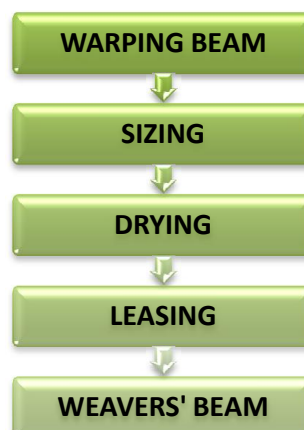 WARPING BEAM
SIZING
DRYING
LEASING
WEAVERS' BEAM